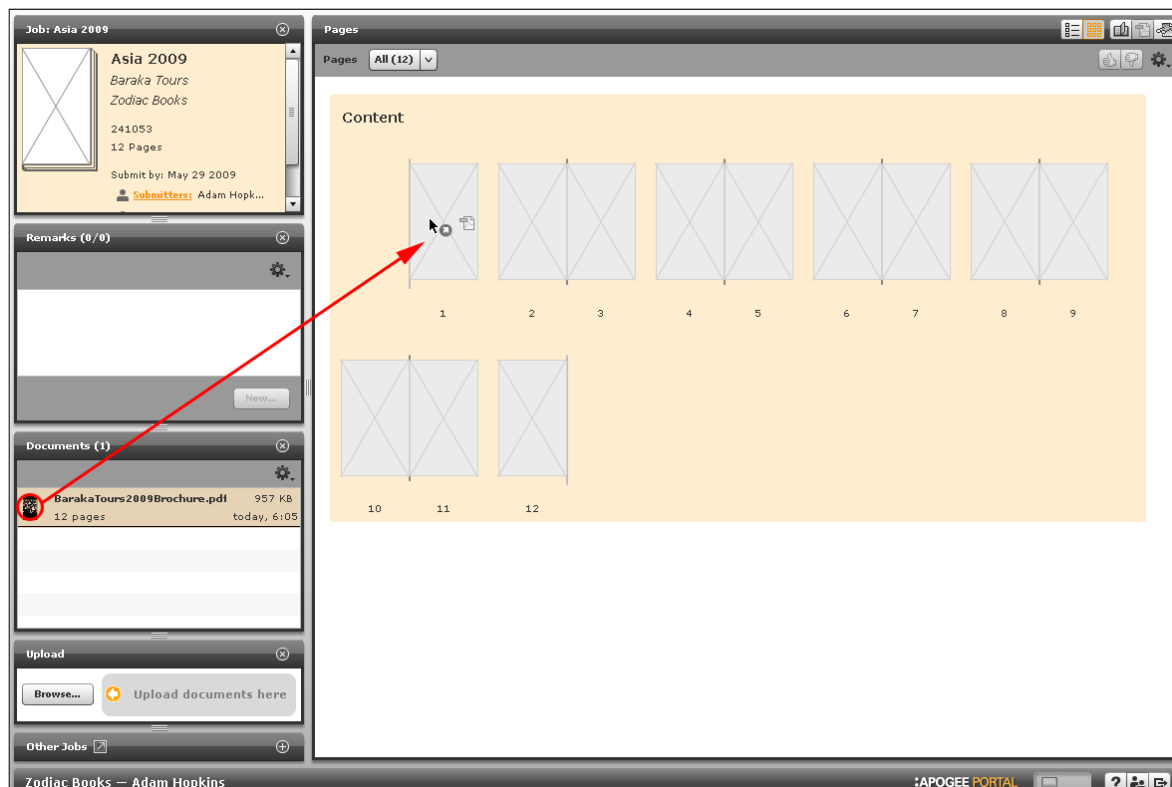 Job: Asia 2009
Asia 2009
Baraka Tours
Zodiac Books
241053
12 Pages
Submit by: May 29 2009
Submitters: Adam Hopk...
Remarks (0/0)
New...
Documents (1)
BarakaTours2009Brochure.pdf 957 KB
12 pages today, 6:05
Upload
Browse... Upload documents here
Other Jobs
Pages
Pages All (12)
Content
1 2 3 4 5 6 7 8 9
10 11 12
Zodiac Books — Adam Hopkins :APOGEE PORTAL ?